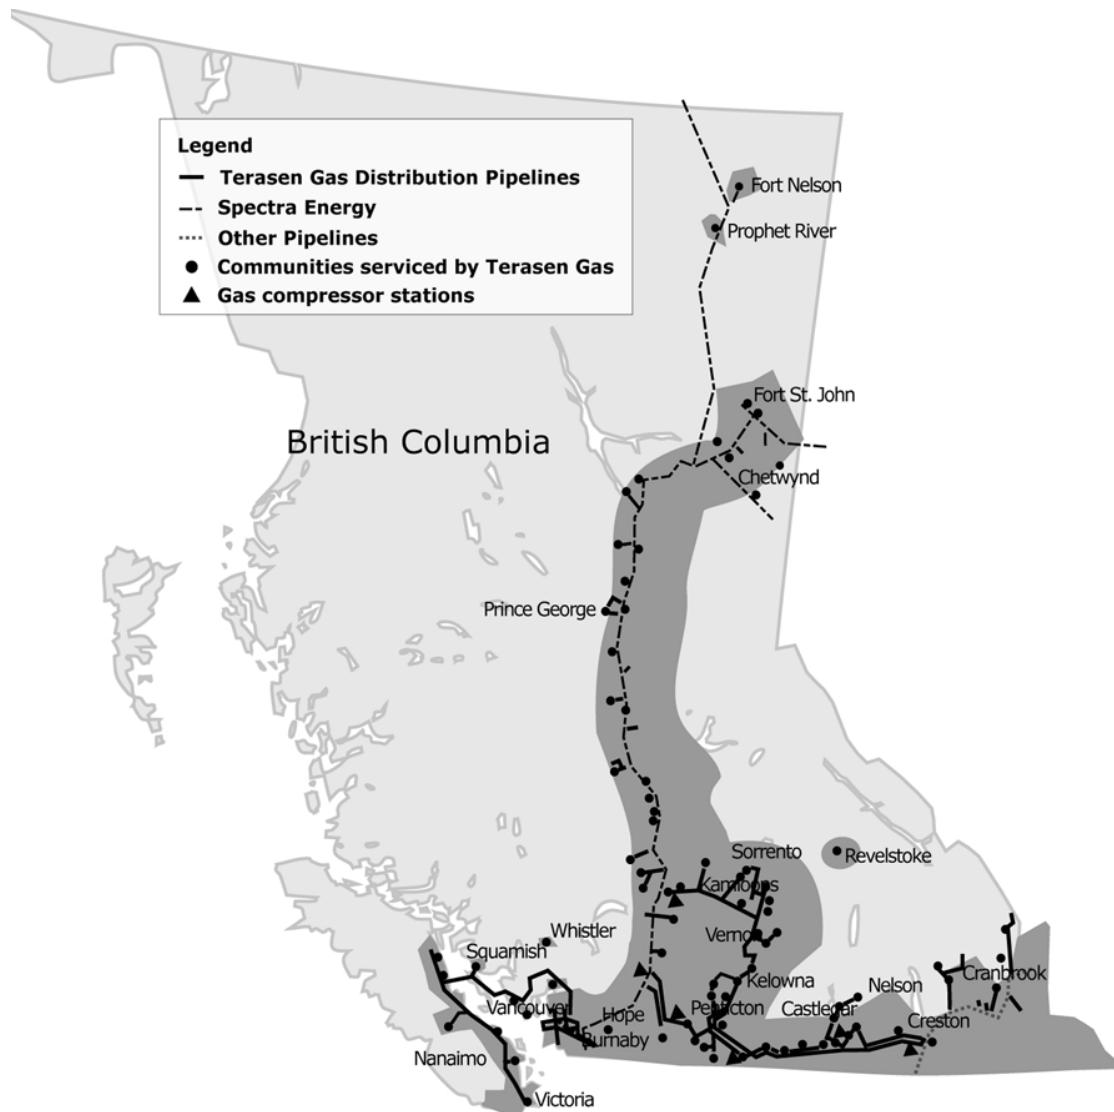 Legend
Terasen Gas Distribution Pipelines
Spectra Energy
Other Pipelines
Communities serviced by Terasen Gas
Gas compressor stations
Fort Nelson
Prophet River
Fort St. John
British Columbia
Chetwynd
Prince George
Sorrento
Revelstoke
Kamloops
Whistler
Vernon
Squamish
Cranbrook
Kelowna
Nelson
Vancouver
Penticton
Castlegar
Hope
Creston
Burnaby
Nanaimo
Victoria